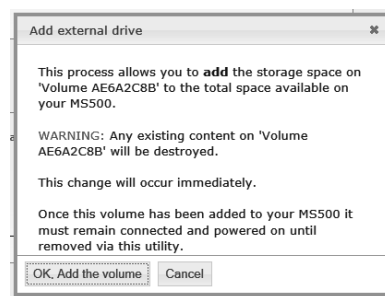 Add external drive
This process allows you to add the storage space on
'Volume AE6A2C8B' to the total space available on
your MS500.
WARNING: Any existing content on 'Volume
AE6A2C8B' will be destroyed.
This change will occur immediately.
Once this volume has been added to your MS500 it
must remain connected and powered on until
removed via this utility.
OK, Add the volume Cancel